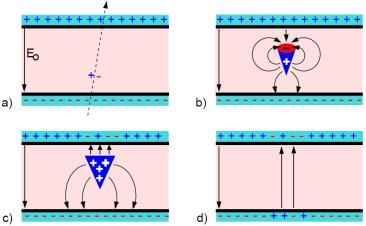 E₀
+ -
a)
-
+
b)
+ +
+ +
+
c)
d)